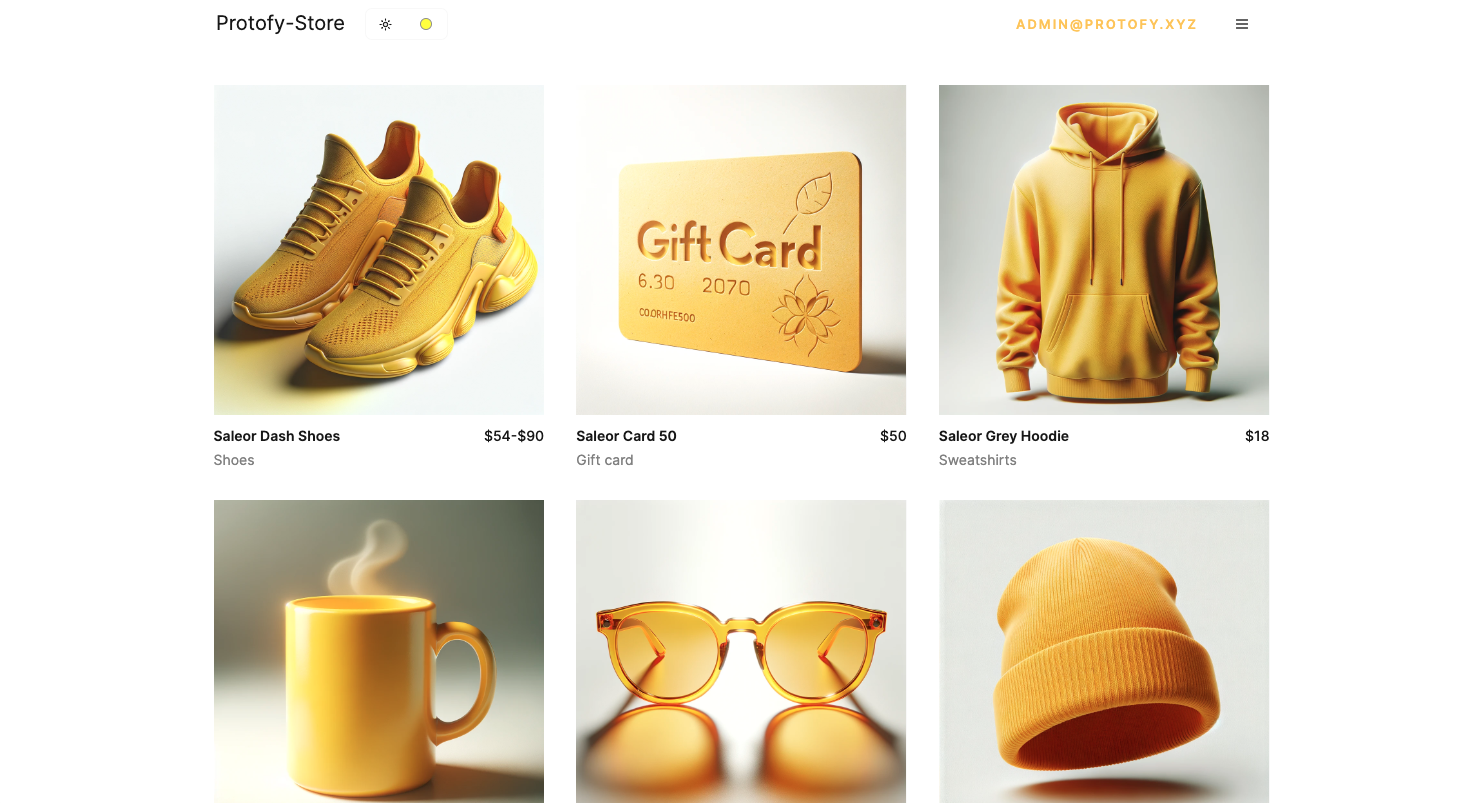 Protofy-Store
ADMIN@PROTOFY.XYZ
Gift Card
6.30 2070
CO.ORHFE500
Saleor Dash Shoes $54-$90
Shoes
Saleor Card 50 $50
Gift card
Saleor Grey Hoodie $18
Sweatshirts